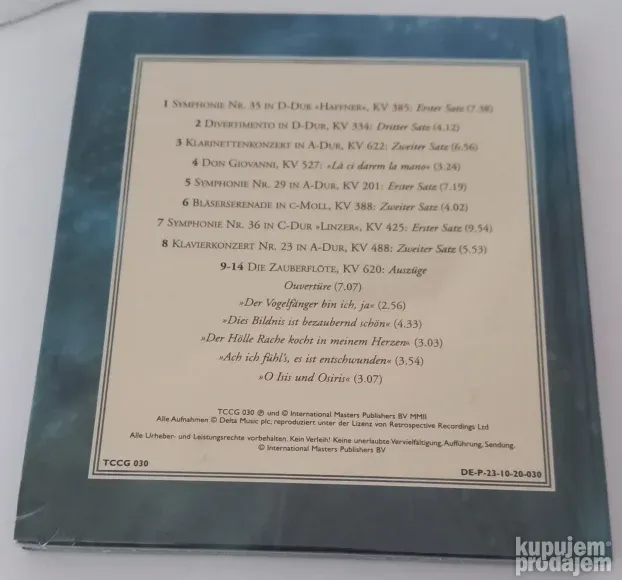 1 Symphonie Nr. 35 in D-Dur »Haffner«, KV 385: Erster Satz (7.38)
2 Divertimento in D-Dur, KV 334: Dritter Satz (4.12)
3 Klarinettenkonzert in A-Dur, KV 622: Zweiter Satz (6.56)
4 Don Giovanni, KV 527: »Là ci darem la mano« (3.24)
5 Symphonie Nr. 29 in A-Dur, KV 201: Erster Satz (7.19)
6 Bläserserenade in c-Moll, KV 388: Zweiter Satz (4.02)
7 Symphonie Nr. 36 in C-Dur »Linzer«, KV 425: Erster Satz (9.54)
8 Klavierkonzert Nr. 23 in A-Dur, KV 488: Zweiter Satz (5.53)
9-14 Die Zauberflöte, KV 620: Auszüge
Ouvertüre (7.07)
»Der Vogelfänger bin ich, ja« (2.56)
»Dies Bildnis ist bezaubernd schön« (4.33)
»Der Hölle Rache kocht in meinem Herzen« (3.03)
»Ach ich fühl's, es ist entschwunden« (3.54)
»O Isis und Osiris« (3.07)
TCCG 030 ℗ und © International Masters Publishers BV MMII
Alle Aufnahmen © Delta Music plc, reproduziert unter der Lizenz von Retrospective Recordings Ltd
Alle Urheber- und Leistungsrechte vorbehalten. Kein Verleih! Keine unerlaubte Vervielfältigung, Aufführung, Sendung.
© International Masters Publishers BV
TCCG 030
DE-P-23-10-20-030
kupujem
prodajem